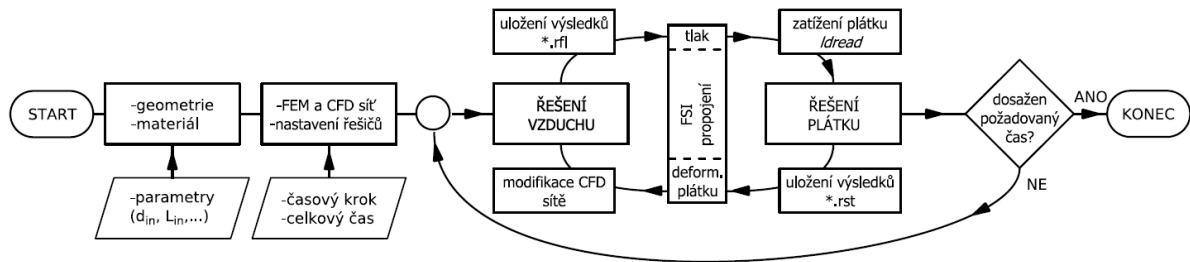 START
-geometrie
-materiál
-parametry
(d_in, L_in,...)
-FEM a CFD síť
-nastavení řešičů
-časový krok
-celkový čas
uložení výsledků
*.rfl
ŘEŠENÍ
VZDUCHU
modifikace CFD
sítě
tlak
FSI
propojení
deform.
plátku
zatížení plátku
ldread
ŘEŠENÍ
PLÁTKU
uložení výsledků
*.rst
dosažen
požadovaný
čas?
ANO
NE
KONEC